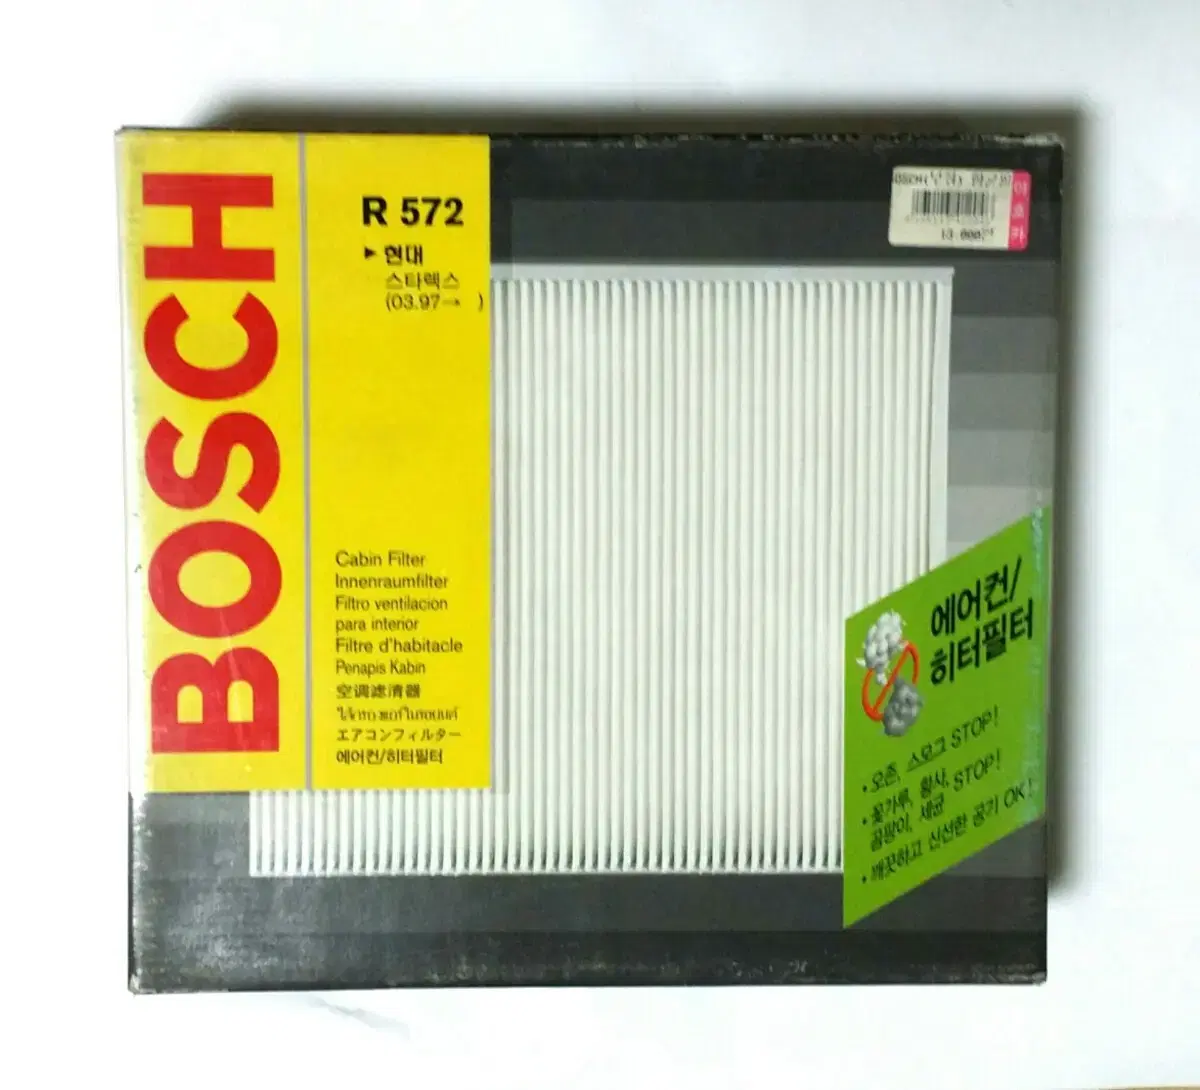 BOSCH
R 572
▶ 현대
스타렉스
(03.97→ )
13,000
야
쵸
카
Cabin Filter
Innenraumfilter
Filtro ventilacion
para interior
Filtre d'habitacle
Penapis Kabin
空调滤清器
エアコンフィルター
에어컨/히터필터
에어컨/
히터필터
• 오존, 스모그 STOP!
• 꽃가루, 황사,
곰팡이, 세균 STOP!
• 깨끗하고 신선한 공기 OK!